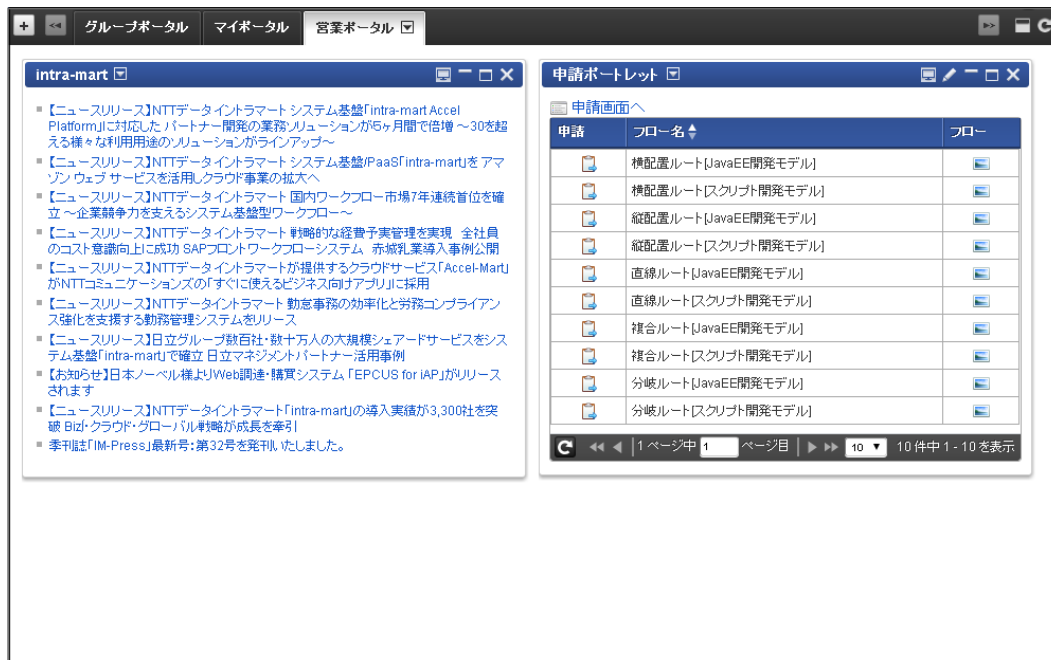 グループポータル マイポータル 営業ポータル
intra-mart
【ニュースリリース】NTTデータイントラマート システム基盤「intra-mart Accel
Platform」に対応した パートナー開発の業務ソリューションが5ヶ月間で倍増 ～30を超
える様々な利用用途のソリューションがラインアップ～
【ニュースリリース】NTTデータイントラマート システム基盤/PaaS「intra-mart」を アマ
ゾン ウェブ サービスを活用しクラウド事業の拡大へ
【ニュースリリース】NTTデータイントラマート 国内ワークフロー市場7年連続首位を確
立 ～企業競争力を支えるシステム基盤型ワークフロー～
【ニュースリリース】NTTデータイントラマート 戦略的な経費予実管理を実現 全社員
のコスト意識向上に成功 SAPフロントワークフローシステム 赤城乳業導入事例公開
【ニュースリリース】NTTデータイントラマートが提供するクラウドサービス「Accel-Mart」
がNTTコミュニケーションズの「すぐに使えるビジネス向けアプリ」に採用
【ニュースリリース】NTTデータイントラマート 勤怠事務の効率化と労務コンプライアン
ス強化を支援する勤務管理システムをリリース
【ニュースリリース】日立グループ数百社・数十万人の大規模シェアードサービスをシス
テム基盤「intra-mart」で確立 日立マネジメントパートナー活用事例
【お知らせ】日本ノーベル様よりWeb調達・購買システム 「EPCUS for iAP」がリリース
されます
【ニュースリリース】NTTデータイントラマート「intra-mart」の導入実績が3,300社を突
破 Biz∫・クラウド・グローバル戦略が成長を牽引
季刊誌「IM-Press」最新号：第32号を発刊いたしました。
申請ポートレット
申請画面へ
申請 フロー名 フロー
横配置ルート[JavaEE開発モデル]
横配置ルート[スクリプト開発モデル]
縦配置ルート[JavaEE開発モデル]
縦配置ルート[スクリプト開発モデル]
直線ルート[JavaEE開発モデル]
直線ルート[スクリプト開発モデル]
複合ルート[JavaEE開発モデル]
複合ルート[スクリプト開発モデル]
分岐ルート[JavaEE開発モデル]
分岐ルート[スクリプト開発モデル]
1 ページ中 1 ページ目 10 10 件中 1 - 10 を表示